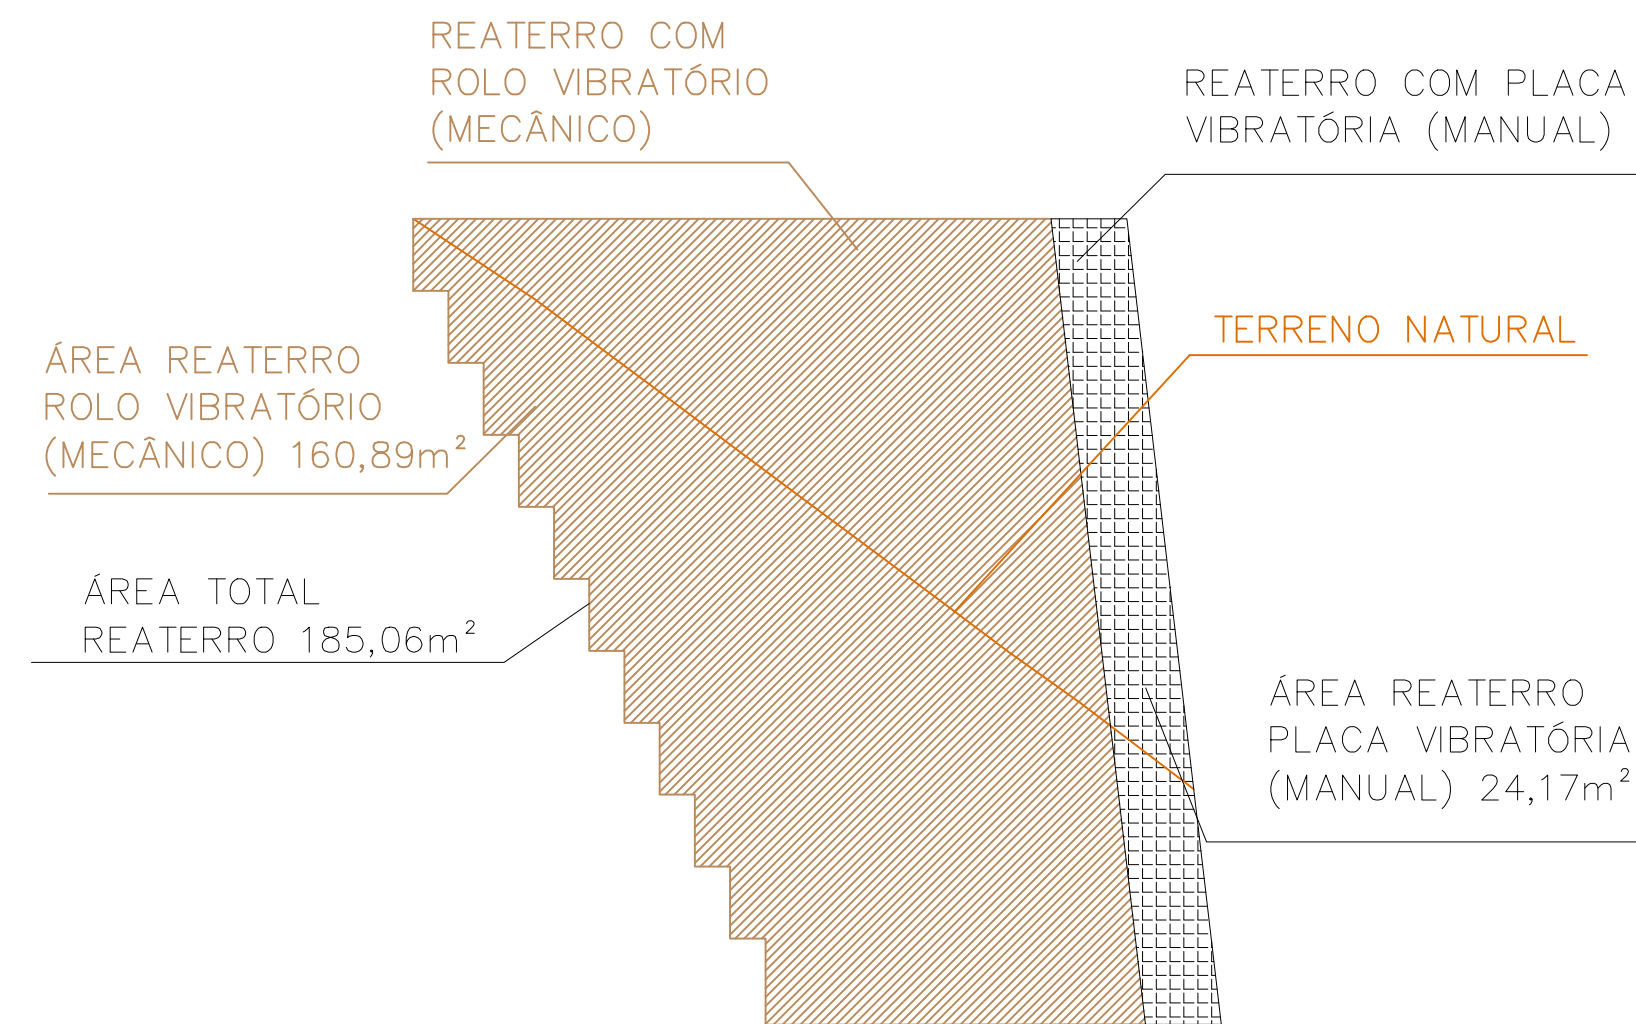 REATERRO COM
ROLO VIBRATÓRIO
(MECÂNICO)
REATERRO COM PLACA
VIBRATÓRIA (MANUAL)
TERRENO NATURAL
ÁREA REATERRO
ROLO VIBRATÓRIO
(MECÂNICO) 160,89m²
ÁREA TOTAL
REATERRO 185,06m²
ÁREA REATERRO
PLACA VIBRATÓRIA
(MANUAL) 24,17m²